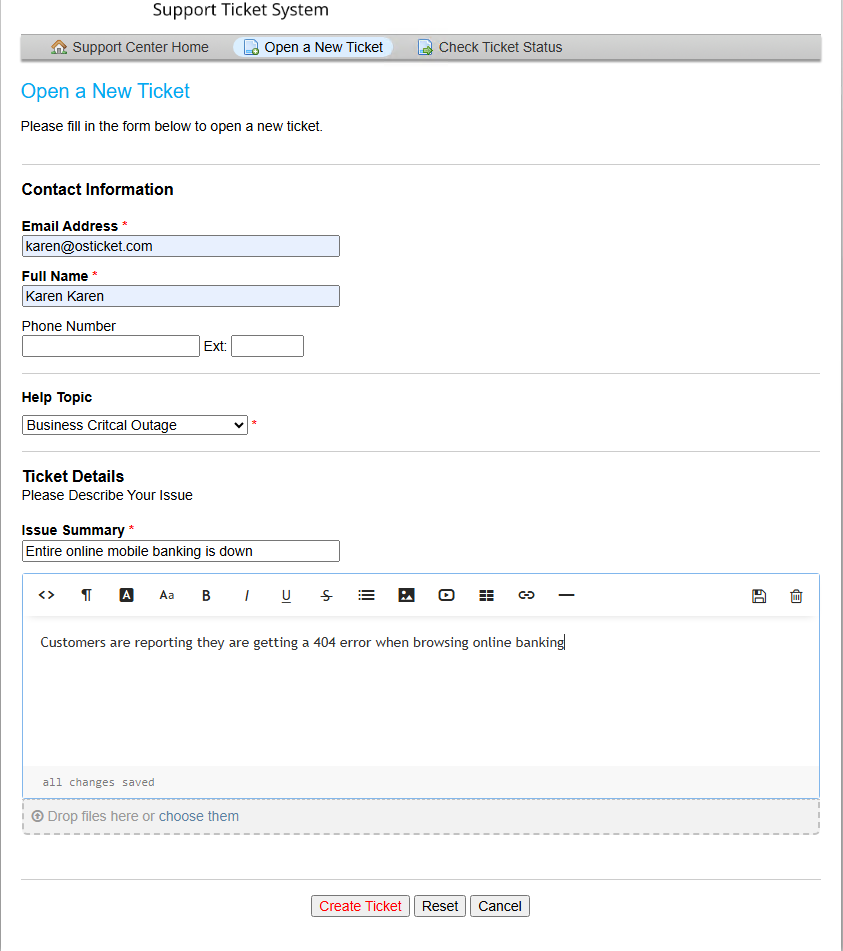 Support Ticket System
Support Center Home Open a New Ticket Check Ticket Status
Open a New Ticket
Please fill in the form below to open a new ticket.
Contact Information
Email Address *
karen@osticket.com
Full Name *
Karen Karen
Phone Number
Ext:
Help Topic
Business Critcal Outage *
Ticket Details
Please Describe Your Issue
Issue Summary *
Entire online mobile banking is down
<> ¶ A Aa B I U S
Customers are reporting they are getting a 404 error when browsing online banking
all changes saved
Drop files here or choose them
Create Ticket Reset Cancel